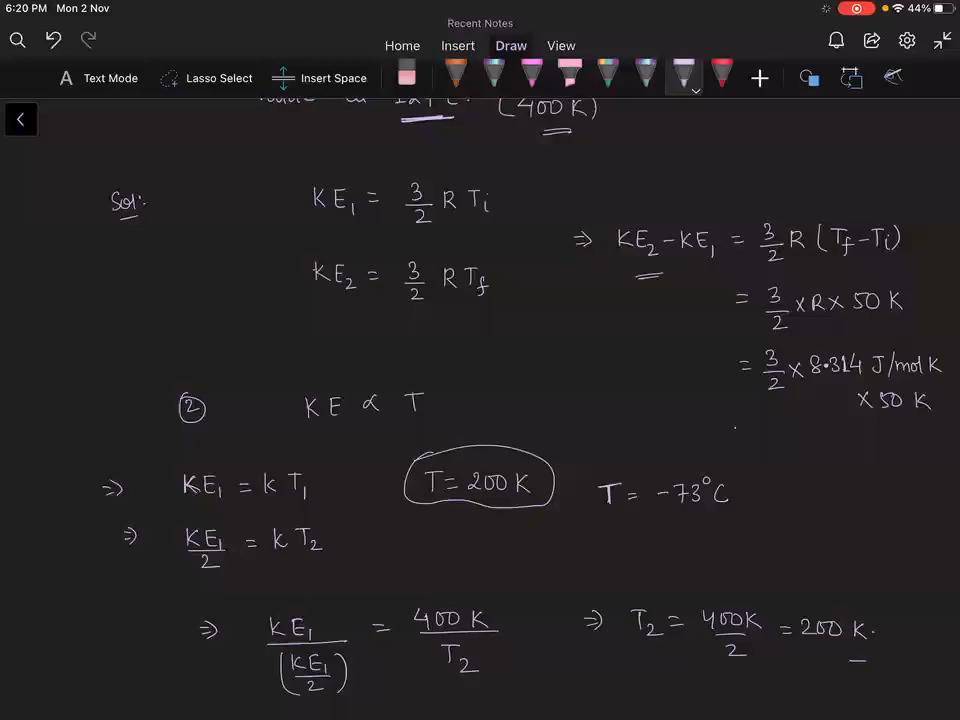 6:20 PM Mon 2 Nov
44%
Recent Notes
Home Insert Draw View
Text Mode Lasso Select Insert Space
(400 K)
Sol:
KE₁ = 3/2 R Tᵢ
⇒ KE₂ - KE₁ = 3/2 R (T_f - Tᵢ)
KE₂ = 3/2 R T_f
= 3/2 × R × 50 K
= 3/2 × 8.314 J/mol K
× 50 K
② KE ∝ T
⇒ KE₁ = k T₁
T = 200 K
T = -73°C
⇒ KE₁/2 = k T₂
⇒ KE₁/(KE₁/2) = 400 K/T₂
⇒ T₂ = 400K/2 = 200 K.